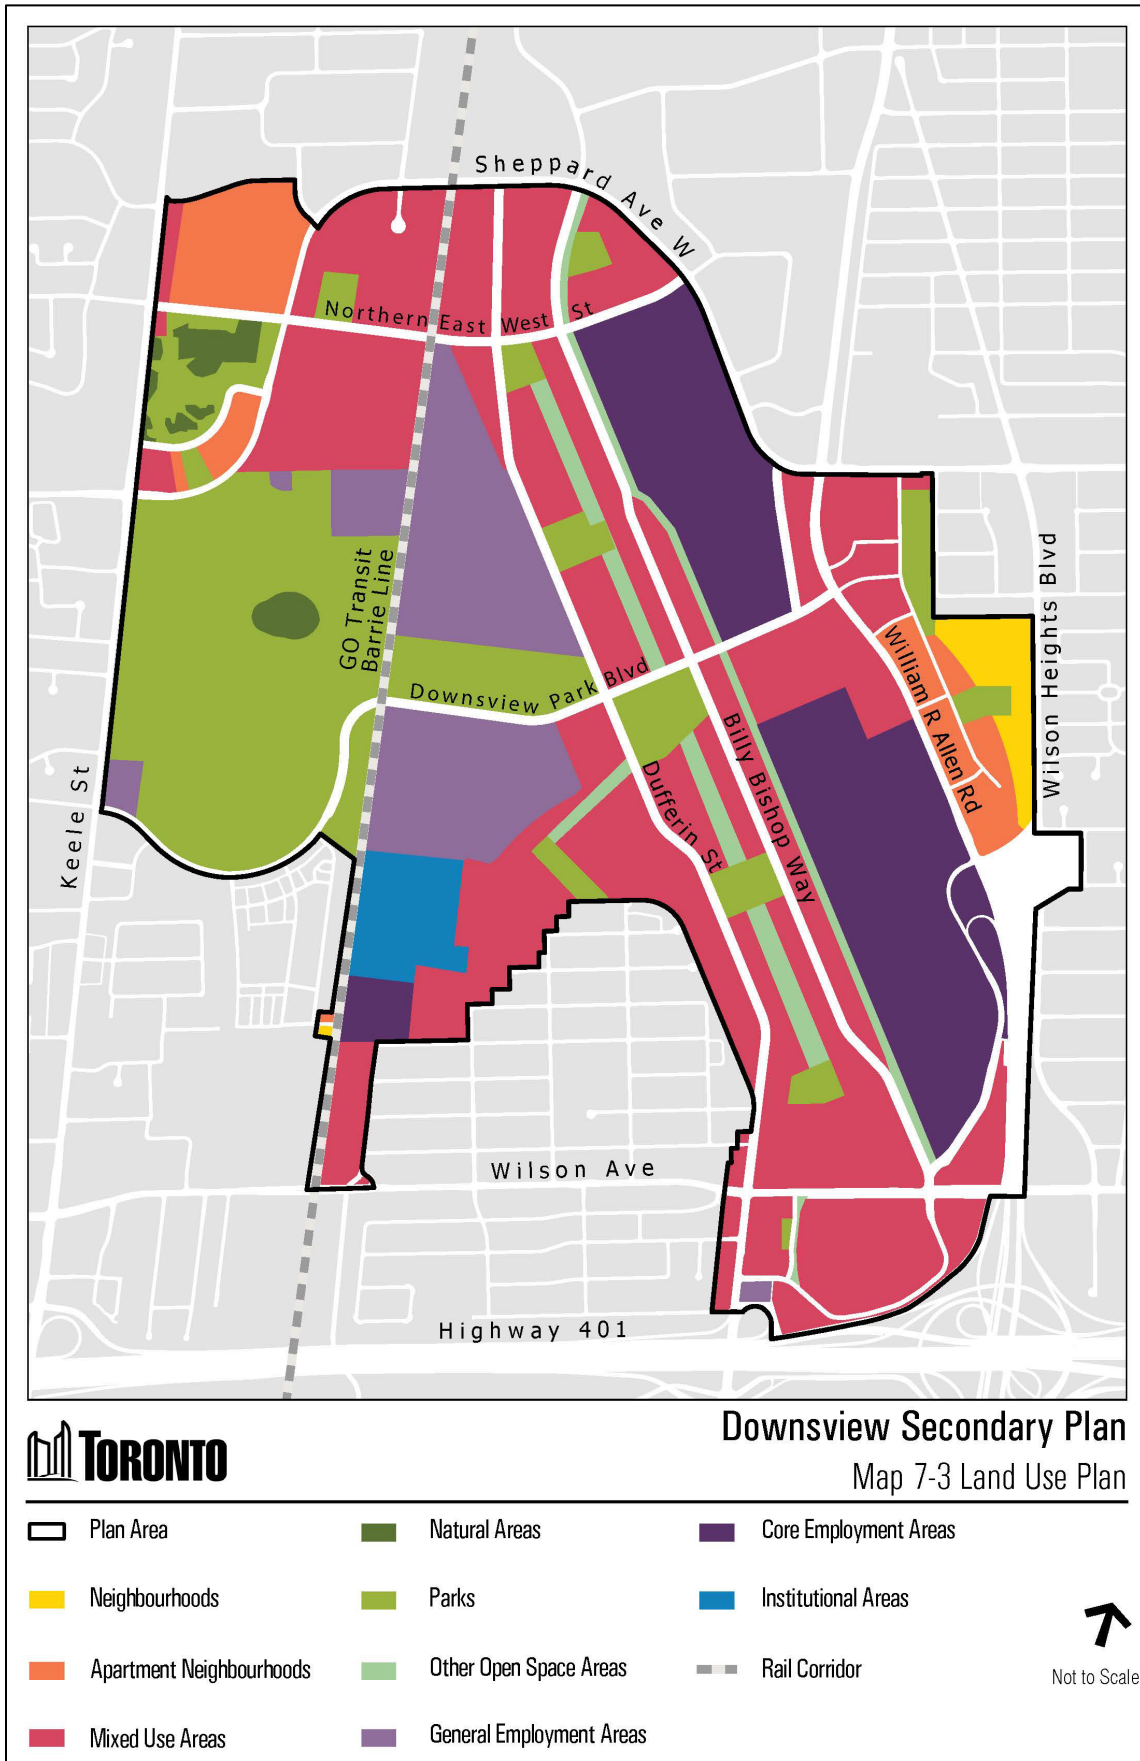 Sheppard Ave W
Northern East West St
GO Transit
Barrie Line
Downsview Park Blvd
William R Allen Rd
Wilson Heights Blvd
Billy Bishop Way
Dufferin St
Keele St
Wilson Ave
Highway 401
TORONTO
Downsview Secondary Plan
Map 7-3 Land Use Plan
Plan Area
Natural Areas
Core Employment Areas
Neighbourhoods
Parks
Institutional Areas
Apartment Neighbourhoods
Other Open Space Areas
Rail Corridor
Not to Scale
Mixed Use Areas
General Employment Areas